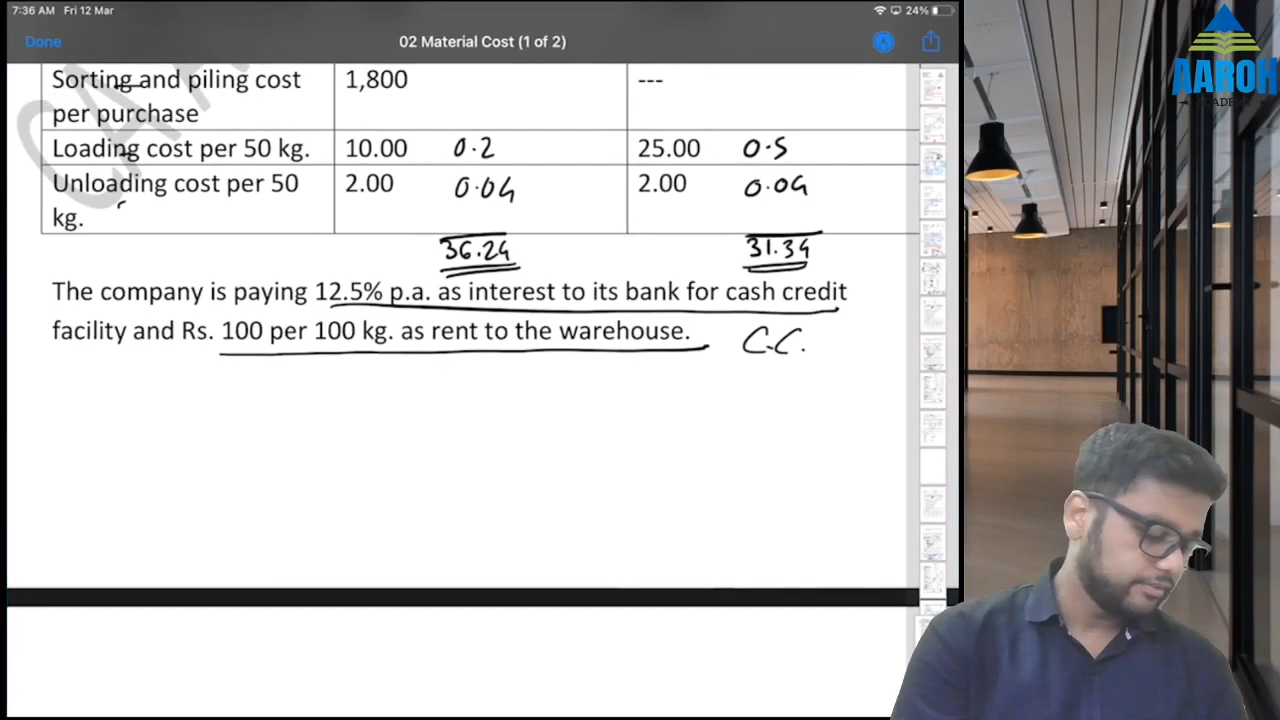 7:36 AM Fri 12 Mar
24%
Done
02 Material Cost (1 of 2)
AAROH
Sorting and piling cost per purchase 1,800 ---
Loading cost per 50 kg. 10.00 0.2 25.00 0.5
Unloading cost per 50 kg. 2.00 0.04 2.00 0.04
36.24 31.34
The company is paying 12.5% p.a. as interest to its bank for cash credit
facility and Rs. 100 per 100 kg. as rent to the warehouse.
C.C.